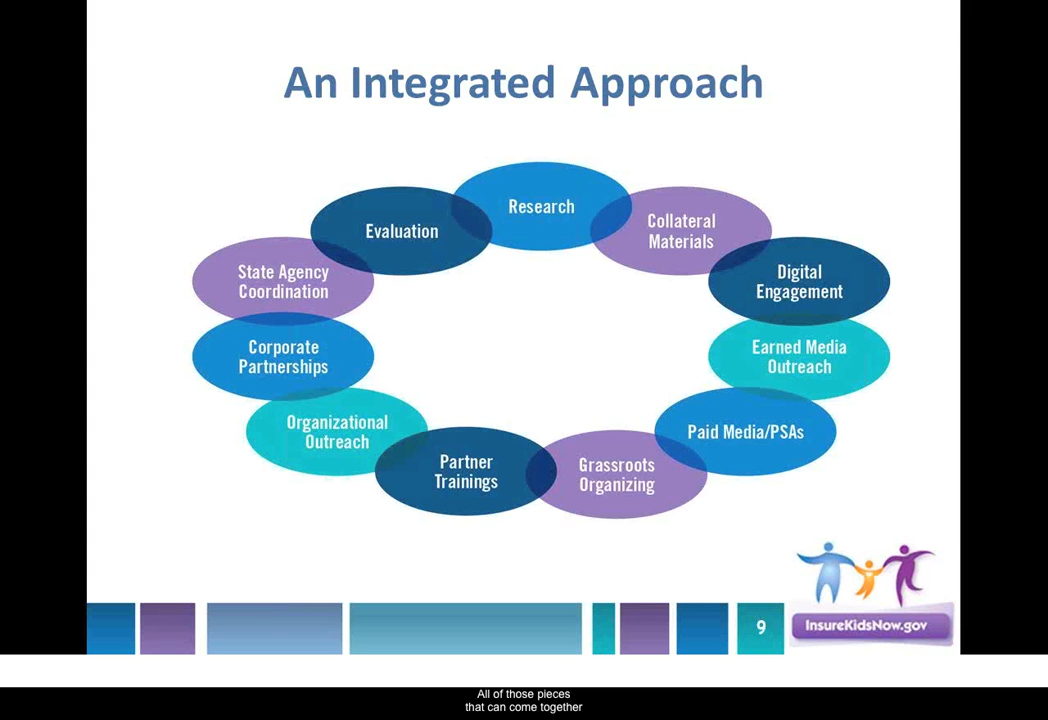 An Integrated Approach
Research
Collateral
Materials
Digital
Engagement
Earned Media
Outreach
Paid Media/PSAs
Grassroots
Organizing
Partner
Trainings
Organizational
Outreach
Corporate
Partnerships
State Agency
Coordination
Evaluation
9
InsureKidsNow.gov
All of those pieces
that can come together